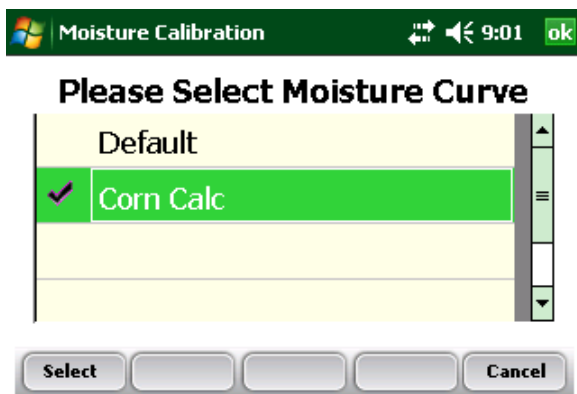 Moisture Calibration 9:01 ok
Please Select Moisture Curve
Default
Corn Calc
Select Cancel